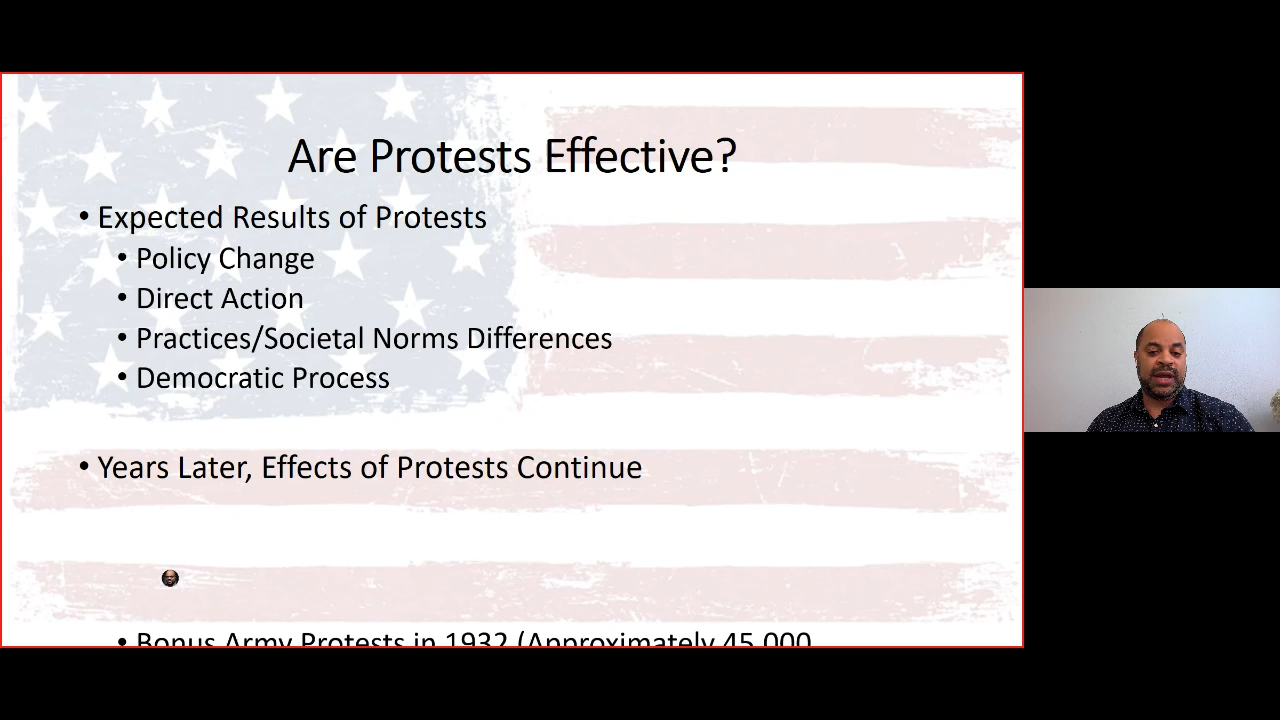 Are Protests Effective?
• Expected Results of Protests
• Policy Change
• Direct Action
• Practices/Societal Norms Differences
• Democratic Process
• Years Later, Effects of Protests Continue
• Bonus Army Protests in 1932 (Approximately 45,000